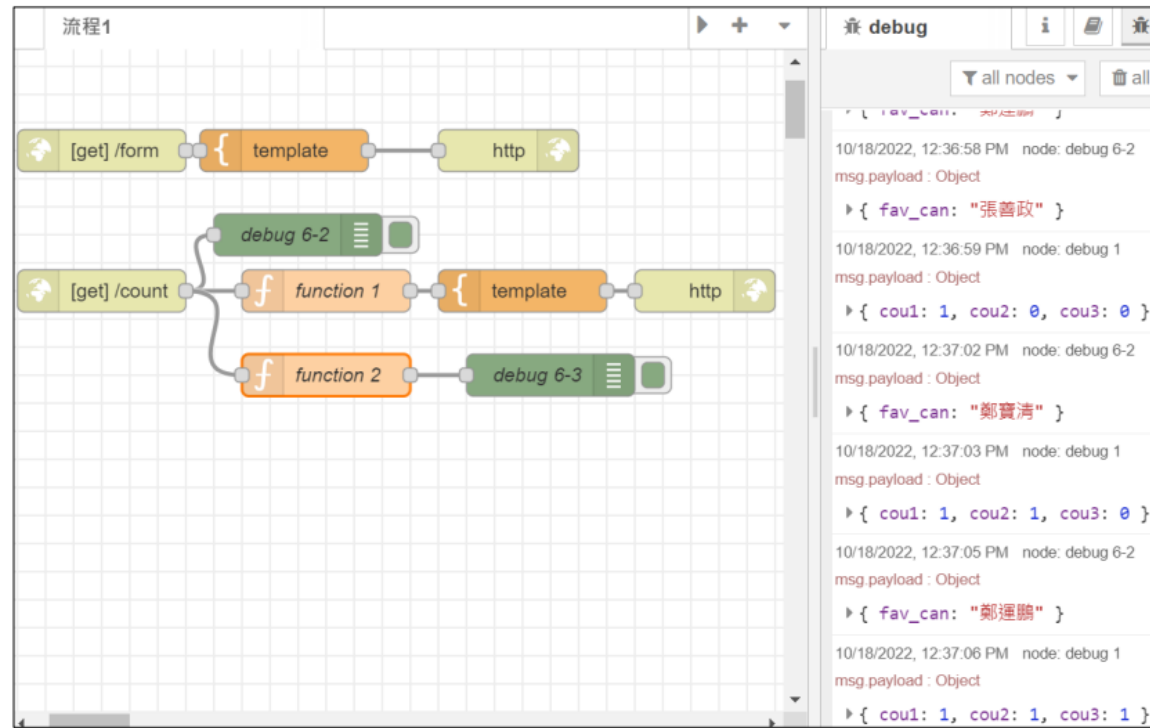 流程1
[get] /form
template
http
debug 6-2
[get] /count
function 1
template
http
function 2
debug 6-3
debug
i
all nodes
all
{ fav_can: "鄭運鵬" }
10/18/2022, 12:36:58 PM node: debug 6-2
msg.payload : Object
{ fav_can: "張善政" }
10/18/2022, 12:36:59 PM node: debug 1
msg.payload : Object
{ cou1: 1, cou2: 0, cou3: 0 }
10/18/2022, 12:37:02 PM node: debug 6-2
msg.payload : Object
{ fav_can: "鄭寶清" }
10/18/2022, 12:37:03 PM node: debug 1
msg.payload : Object
{ cou1: 1, cou2: 1, cou3: 0 }
10/18/2022, 12:37:05 PM node: debug 6-2
msg.payload : Object
{ fav_can: "鄭運鵬" }
10/18/2022, 12:37:06 PM node: debug 1
msg.payload : Object
{ cou1: 1, cou2: 1, cou3: 1 }